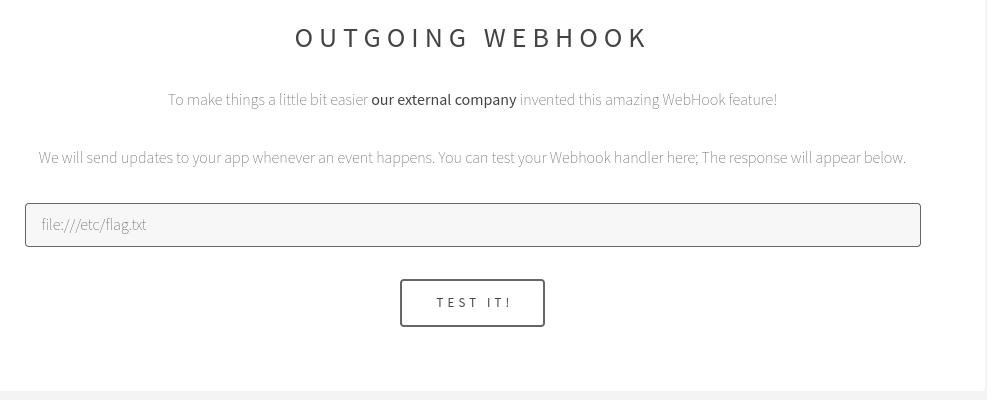 OUTGOING WEBHOOK
To make things a little bit easier our external company invented this amazing WebHook feature!
We will send updates to your app whenever an event happens. You can test your Webhook handler here; The response will appear below.
file:///etc/flag.txt
TEST IT!